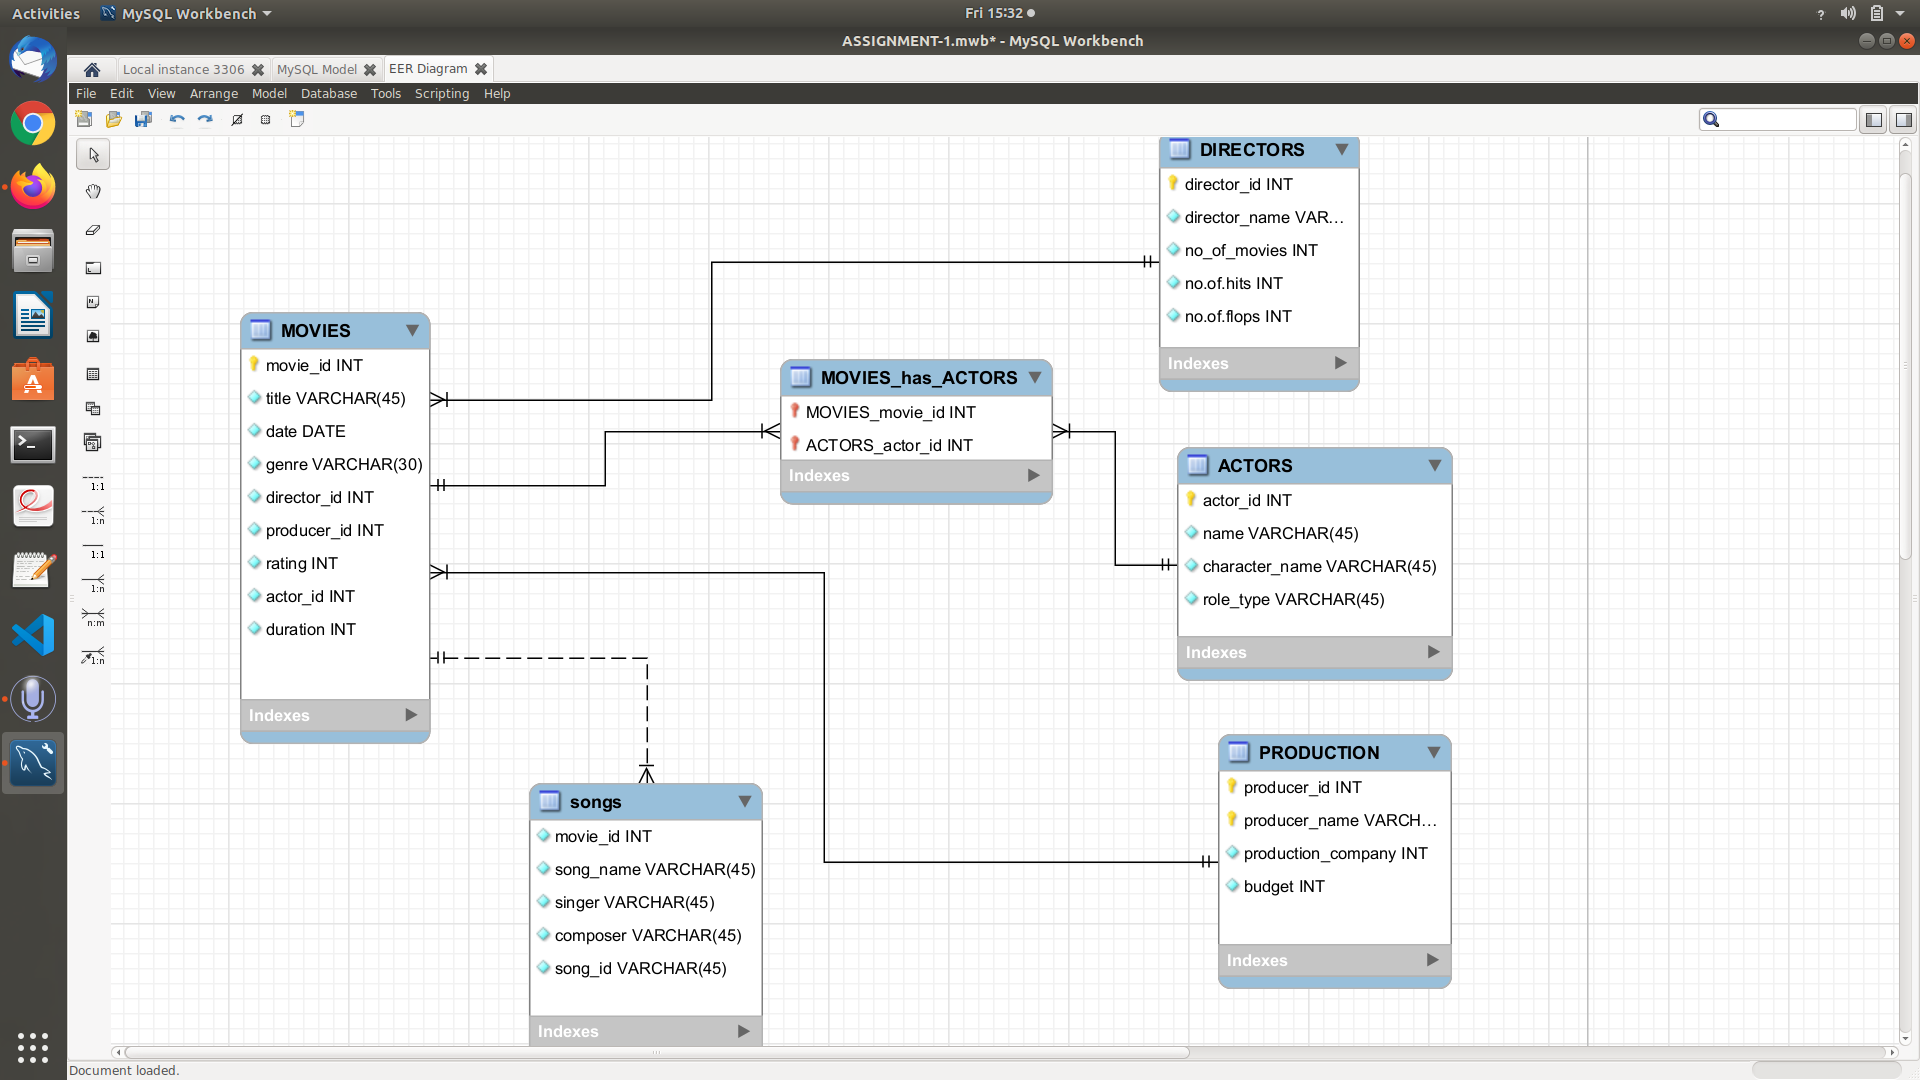 Activities MySQL Workbench Fri 15:32 ?
ASSIGNMENT-1.mwb* - MySQL Workbench
Local instance 3306 MySQL Model EER Diagram
File Edit View Arrange Model Database Tools Scripting Help
1:1
1:n
1:1
1:n
n:m
1:n
DIRECTORS
director_id INT
director_name VAR...
no_of_movies INT
no.of.hits INT
no.of.flops INT
Indexes
MOVIES
movie_id INT
title VARCHAR(45)
date DATE
genre VARCHAR(30)
director_id INT
producer_id INT
rating INT
actor_id INT
duration INT
Indexes
MOVIES_has_ACTORS
MOVIES_movie_id INT
ACTORS_actor_id INT
Indexes
ACTORS
actor_id INT
name VARCHAR(45)
character_name VARCHAR(45)
role_type VARCHAR(45)
Indexes
PRODUCTION
producer_id INT
producer_name VARCH...
production_company INT
budget INT
Indexes
songs
movie_id INT
song_name VARCHAR(45)
singer VARCHAR(45)
composer VARCHAR(45)
song_id VARCHAR(45)
Indexes
Document loaded.